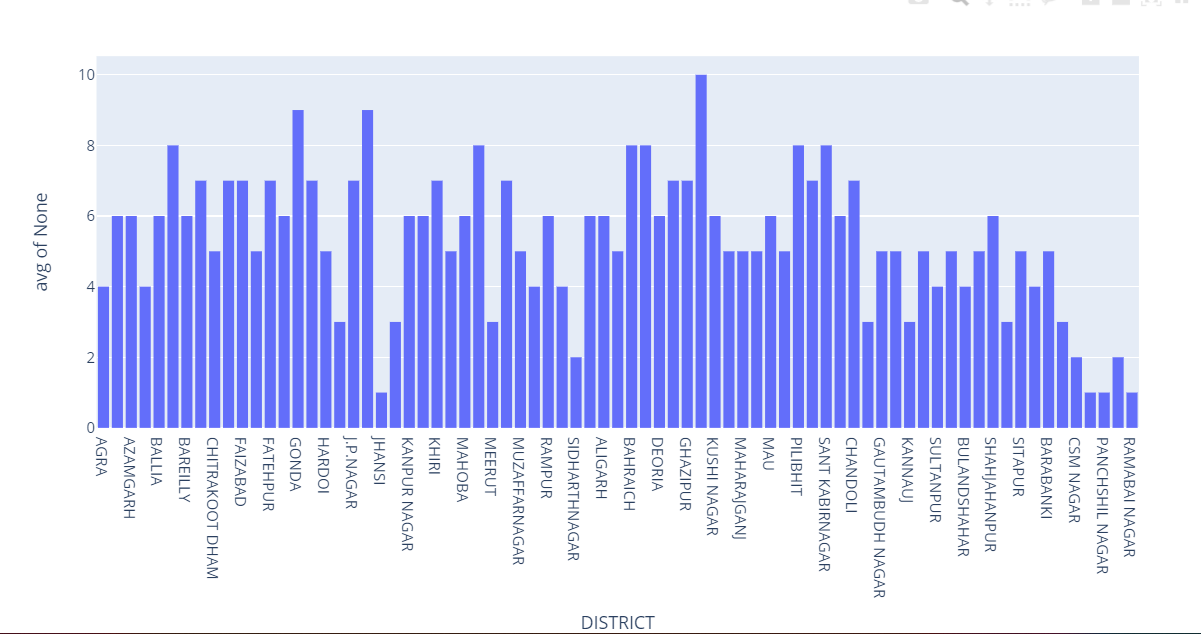 avg of None
10
8
6
4
2
0
AGRA
AZAMGARH
BALLIA
BAREILLY
CHITRAKOOT DHAM
FAIZABAD
FATEHPUR
GONDA
HARDOI
J.P.NAGAR
JHANSI
KANPUR NAGAR
KHIRI
MAHOBA
MEERUT
MUZAFFARNAGAR
RAMPUR
SIDHARTHNAGAR
ALIGARH
BAHRAICH
DEORIA
GHAZIPUR
KUSHI NAGAR
MAHARAJGANJ
MAU
PILIBHIT
SANT KABIRNAGAR
CHANDOLI
GAUTAMBUDH NAGAR
KANNAUJ
SULTANPUR
BULANDSHAHAR
SHAHJAHANPUR
SITAPUR
BARABANKI
CSM NAGAR
PANCHSHIL NAGAR
RAMABAI NAGAR
DISTRICT